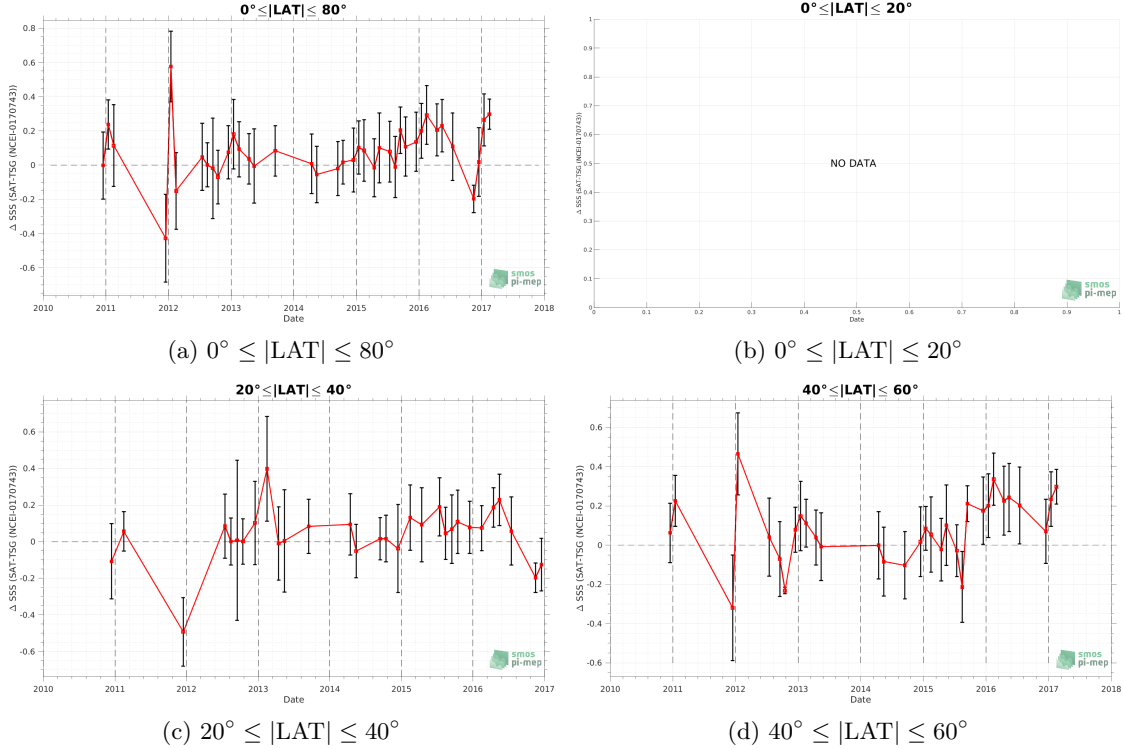 0°≤|LAT|≤ 80°
Δ SSS (SAT-TSG (NCEI-0170743))
0.8
0.6
0.4
0.2
0
-0.2
-0.4
-0.6
2010 2011 2012 2013 2014 2015 2016 2017 2018
Date
smos
pi-mep
(a) 0° ≤ |LAT| ≤ 80°
0°≤|LAT|≤ 20°
Δ SSS (SAT-TSG (NCEI-0170743))
1
0.9
0.8
0.7
0.6
0.5
0.4
0.3
0.2
0.1
0
NO DATA
0 0.1 0.2 0.3 0.4 0.5 0.6 0.7 0.8 0.9 1
Date
smos
pi-mep
(b) 0° ≤ |LAT| ≤ 20°
20°≤|LAT|≤ 40°
Δ SSS (SAT-TSG (NCEI-0170743))
0.6
0.4
0.2
0
-0.2
-0.4
-0.6
2010 2011 2012 2013 2014 2015 2016 2017
Date
smos
pi-mep
(c) 20° ≤ |LAT| ≤ 40°
40°≤|LAT|≤ 60°
Δ SSS (SAT-TSG (NCEI-0170743))
0.6
0.4
0.2
0
-0.2
-0.4
-0.6
2010 2011 2012 2013 2014 2015 2016 2017 2018
Date
smos
pi-mep
(d) 40° ≤ |LAT| ≤ 60°